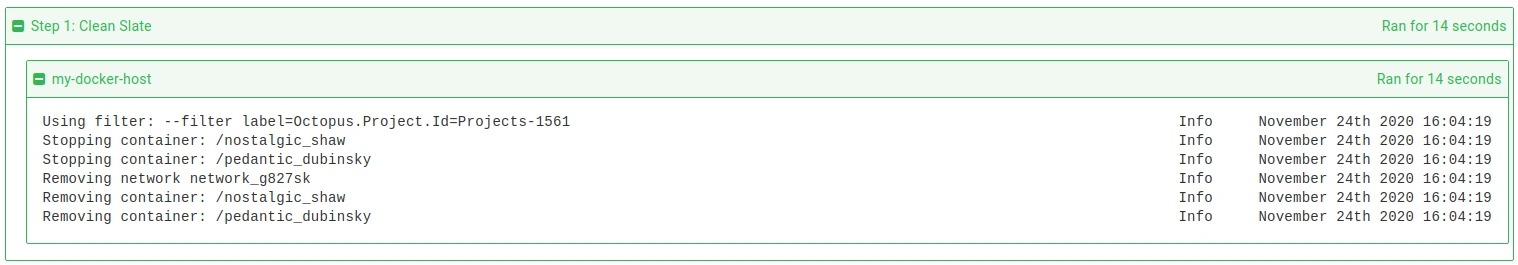 Step 1: Clean Slate Ran for 14 seconds
my-docker-host Ran for 14 seconds
Using filter: --filter label=Octopus.Project.Id=Projects-1561 Info November 24th 2020 16:04:19
Stopping container: /nostalgic_shaw Info November 24th 2020 16:04:19
Stopping container: /pedantic_dubinsky Info November 24th 2020 16:04:19
Removing network network_g827sk Info November 24th 2020 16:04:19
Removing container: /nostalgic_shaw Info November 24th 2020 16:04:19
Removing container: /pedantic_dubinsky Info November 24th 2020 16:04:19